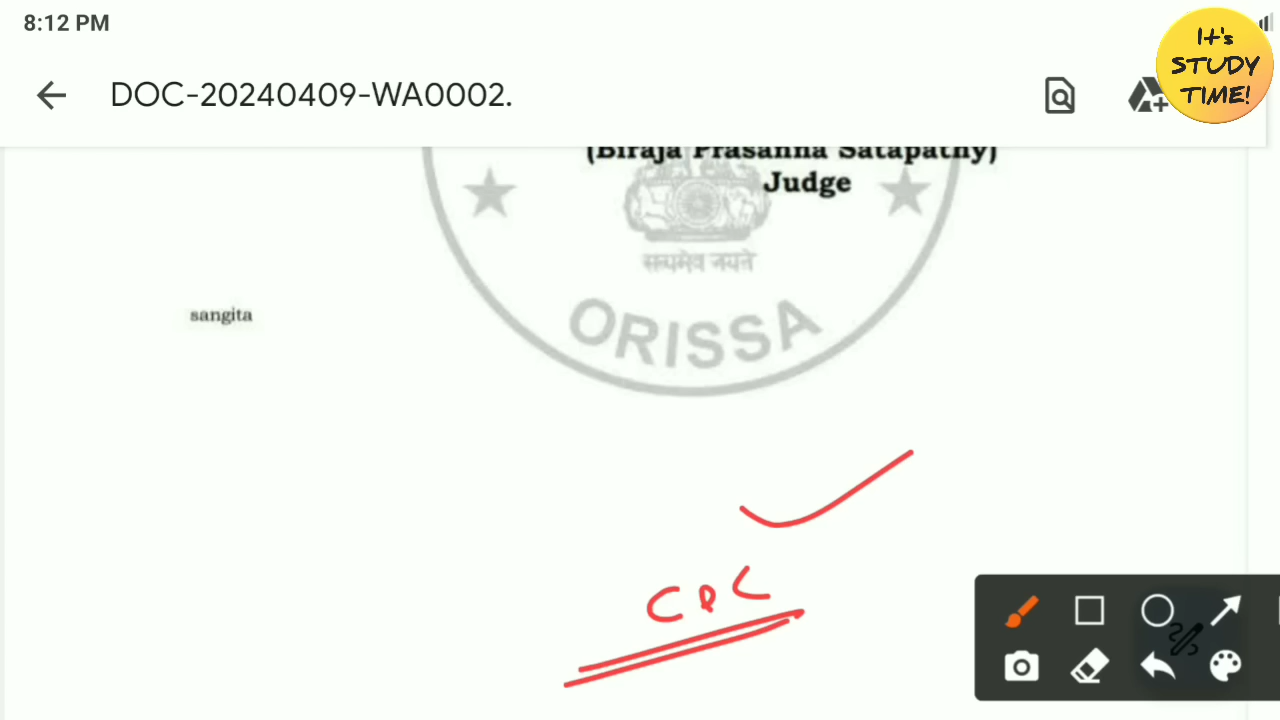 8:12 PM
It's
STUDY
TIME!
DOC-20240409-WA0002.
(Biraja Prasanna Satapathy)
Judge
सत्यमेव जयते
sangita
ORISSA
CPC